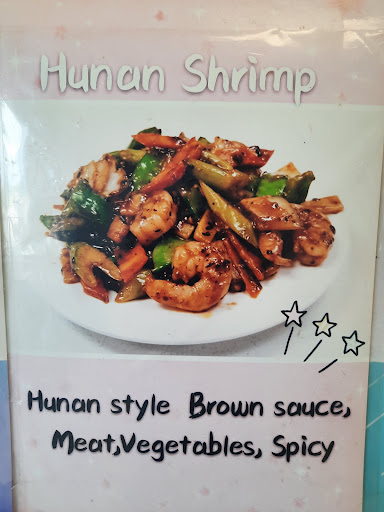 Hunan Shrimp
Hunan style Brown sauce,
Meat,Vegetables, Spicy